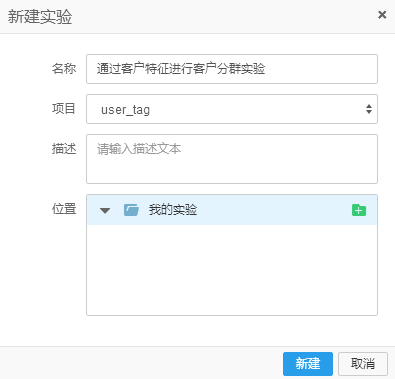 新建实验
×
名称
通过客户特征进行客户分群实验
项目
user_tag
描述
请输入描述文本
位置
我的实验
新建
取消